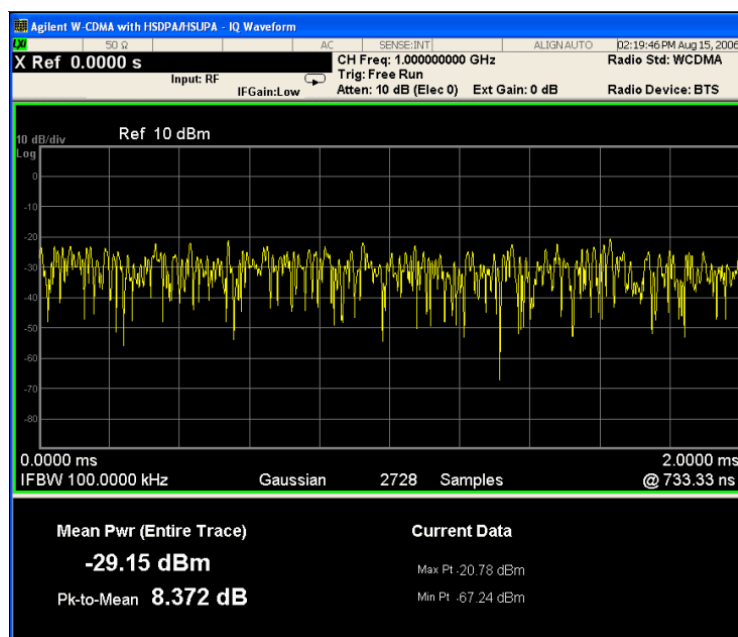 Agilent W-CDMA with HSDPA/HSUPA - IQ Waveform
LXI 50 Ω AC SENSE:INT ALIGN AUTO 02:19:46 PM Aug 15, 2006
X Ref 0.0000 s CH Freq: 1.000000000 GHz Radio Std: WCDMA
Input: RF Trig: Free Run
IFGain:Low Atten: 10 dB (Elec 0) Ext Gain: 0 dB Radio Device: BTS
10 dB/div Ref 10 dBm
Log
0
-10
-20
-30
-40
-50
-60
-70
-80
0.0000 ms 2.0000 ms
IFBW 100.0000 kHz Gaussian 2728 Samples @ 733.33 ns
Mean Pwr (Entire Trace) Current Data
-29.15 dBm
Max Pt -20.78 dBm
Pk-to-Mean 8.372 dB
Min Pt -67.24 dBm